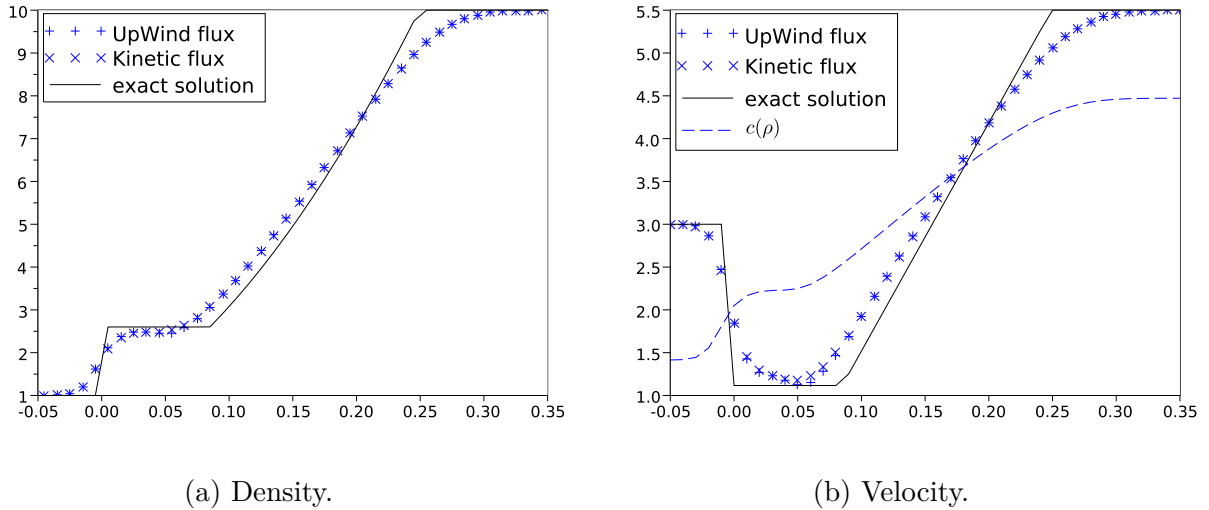 UpWind flux
Kinetic flux
exact solution
10
9
8
7
6
5
4
3
2
1
-0.05 0.00 0.05 0.10 0.15 0.20 0.25 0.30 0.35
(a) Density.
UpWind flux
Kinetic flux
exact solution
c(ρ)
5.5
5.0
4.5
4.0
3.5
3.0
2.5
2.0
1.5
1.0
-0.05 0.00 0.05 0.10 0.15 0.20 0.25 0.30 0.35
(b) Velocity.